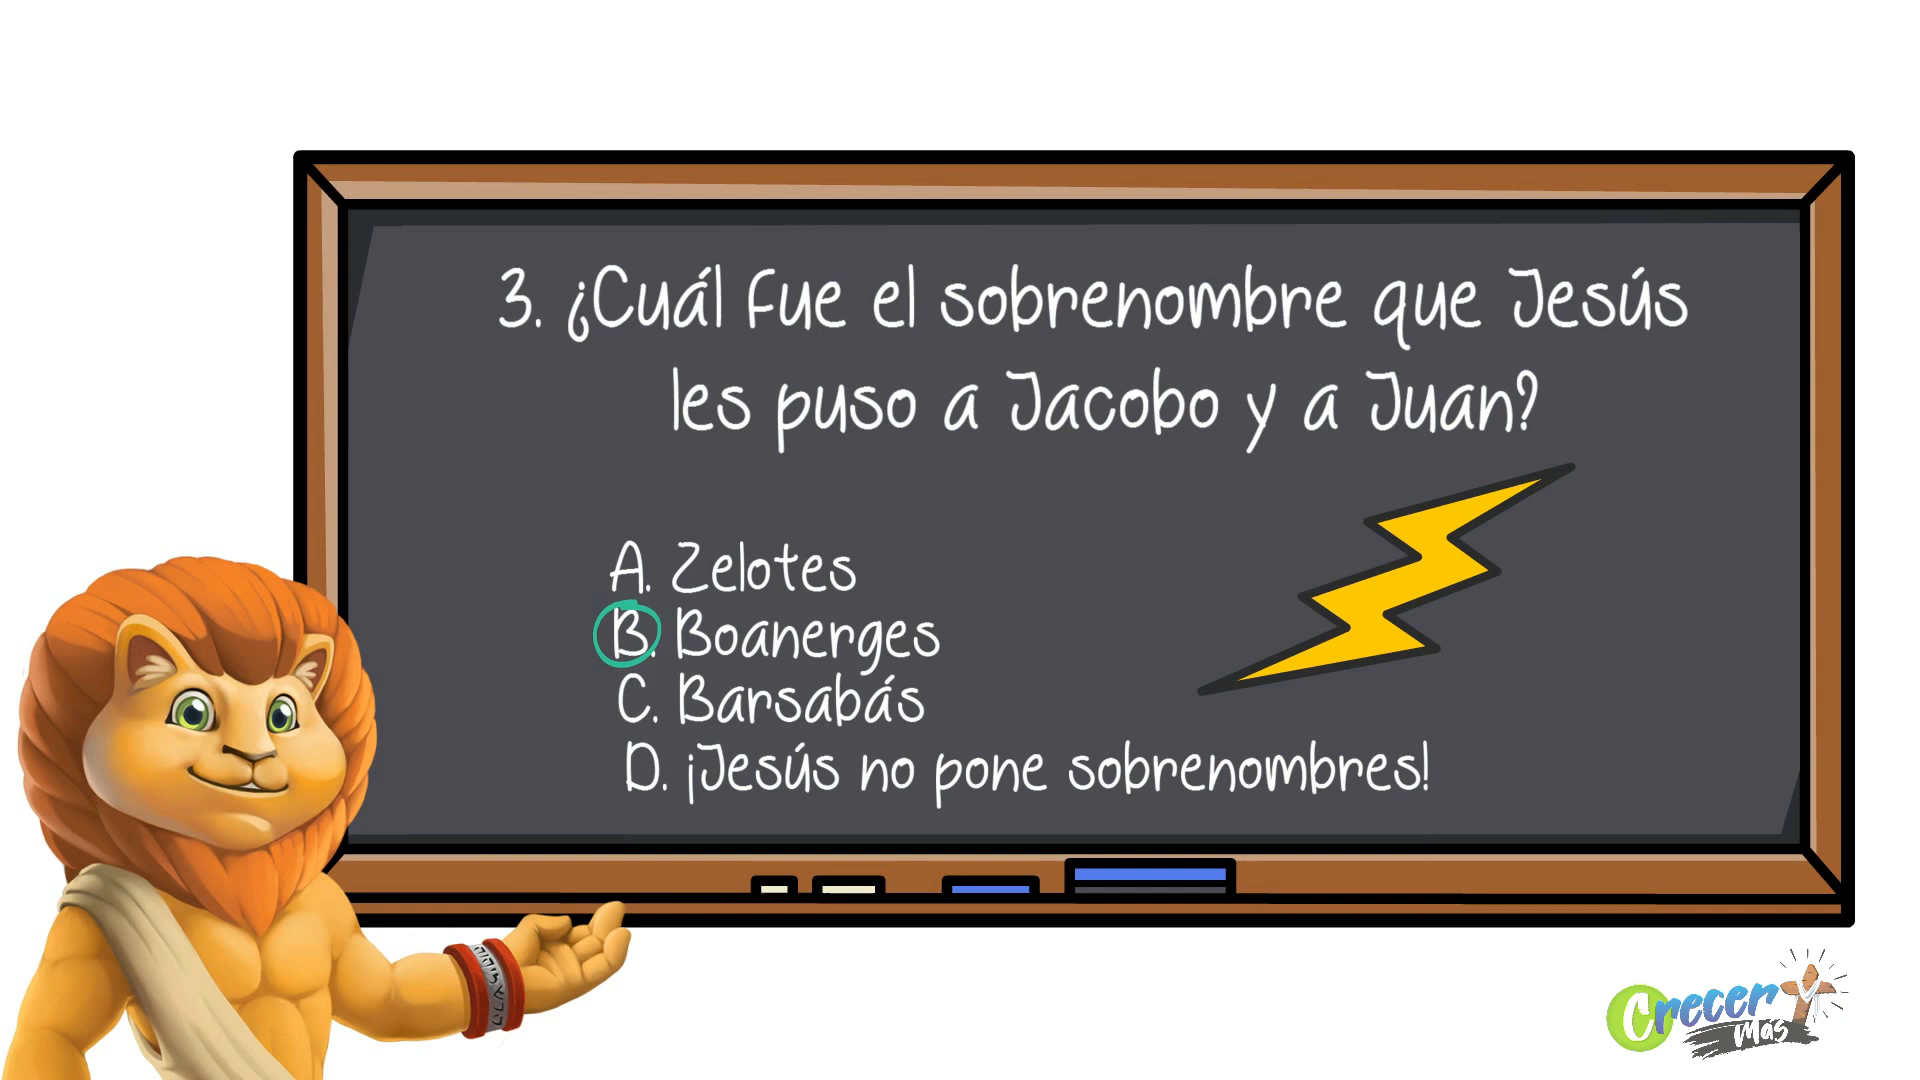 3. ¿Cuál fue el sobrenombre que Jesús
les puso a Jacobo y a Juan?
A. Zelotes
B. Boanerges
C. Barsabás
D. ¡Jesús no pone sobrenombres!
Crecer
Más